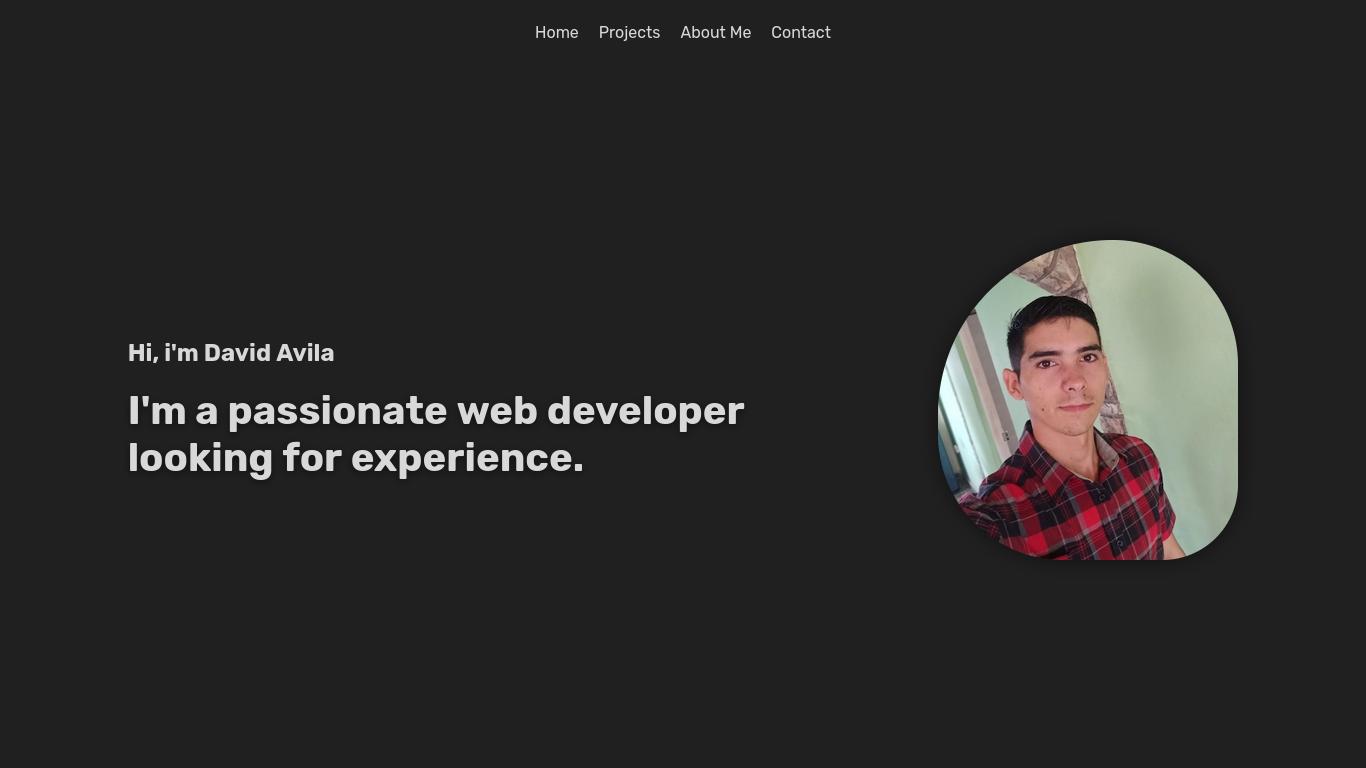 Home Projects About Me Contact
Hi, i'm David Avila
I'm a passionate web developer
looking for experience.